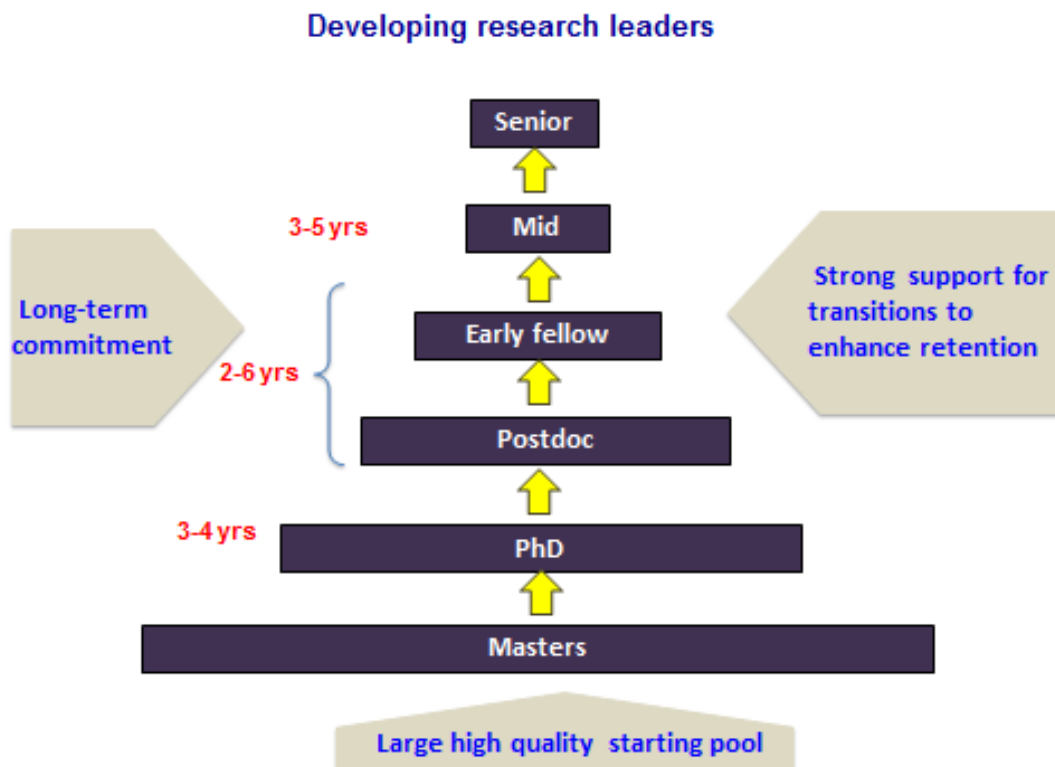 Developing research leaders
Senior
3-5 yrs
Mid
Long-term
commitment
Strong support for
transitions to
enhance retention
Early fellow
2-6 yrs
Postdoc
3-4 yrs
PhD
Masters
Large high quality starting pool